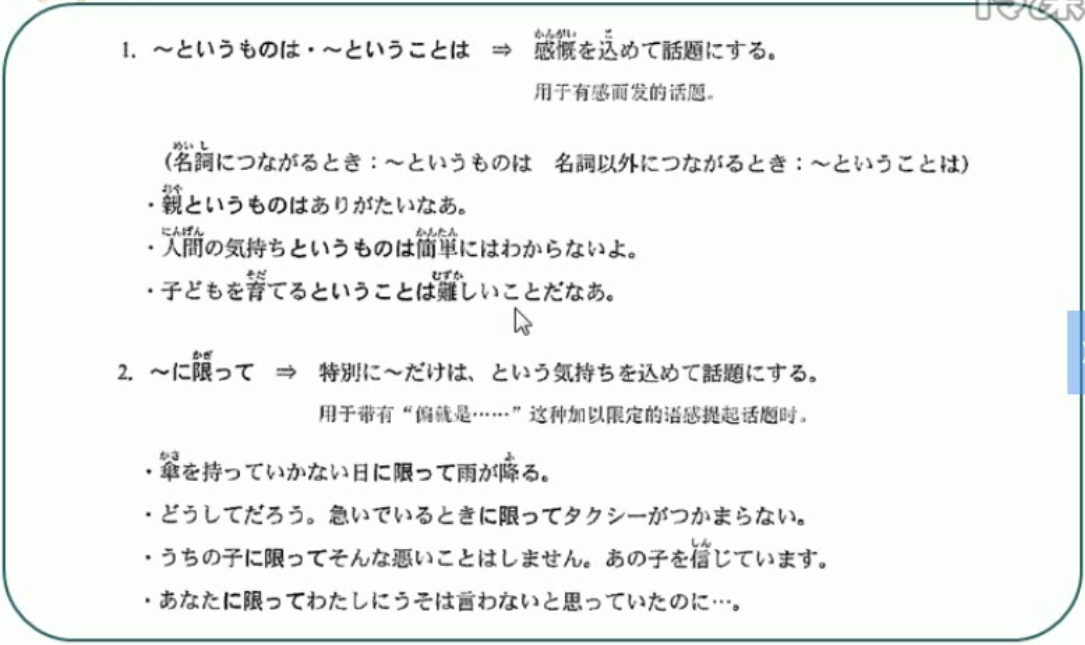 1. ～というものは・～ということは ⇒ 感慨を込めて話題にする。
用于有感而发的话题。
（名詞につながるとき：～というものは 名詞以外につながるとき：～ということは）
・親というものはありがたいなあ。
・人間の気持ちというものは簡単にはわからないよ。
・子どもを育てるということは難しいことだなあ。
2. ～に限って ⇒ 特別に～だけは、という気持ちを込めて話題にする。
用于带有“偏就是……”这种加以限定的语感提起话题时。
・傘を持っていかない日に限って雨が降る。
・どうしてだろう。急いでいるときに限ってタクシーがつかまらない。
・うちの子に限ってそんな悪いことはしません。あの子を信じています。
・あなたに限ってわたしにうそは言わないと思っていたのに…。